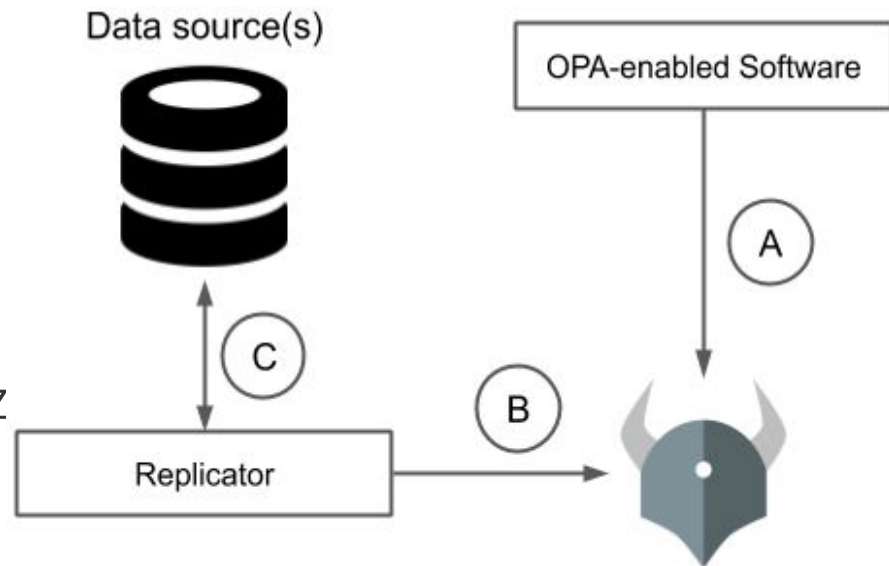 Data source(s)
OPA-enabled Software
A
C
B
Replicator